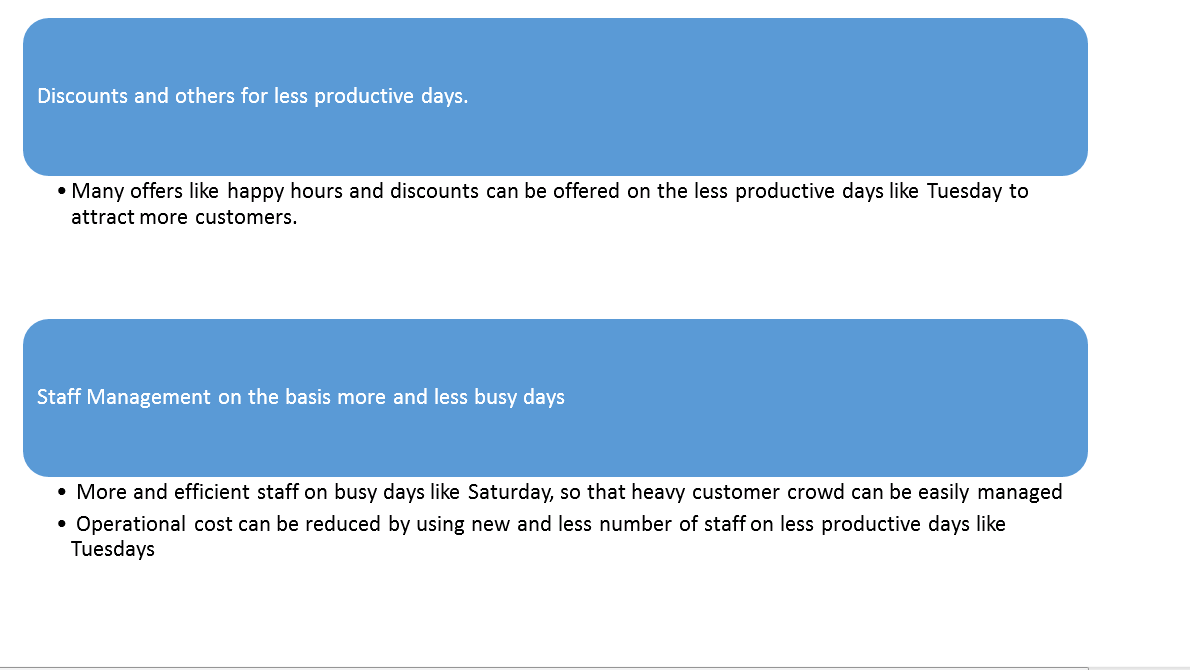 Discounts and others for less productive days.
• Many offers like happy hours and discounts can be offered on the less productive days like Tuesday to
attract more customers.
Staff Management on the basis more and less busy days
• More and efficient staff on busy days like Saturday, so that heavy customer crowd can be easily managed
• Operational cost can be reduced by using new and less number of staff on less productive days like
Tuesdays